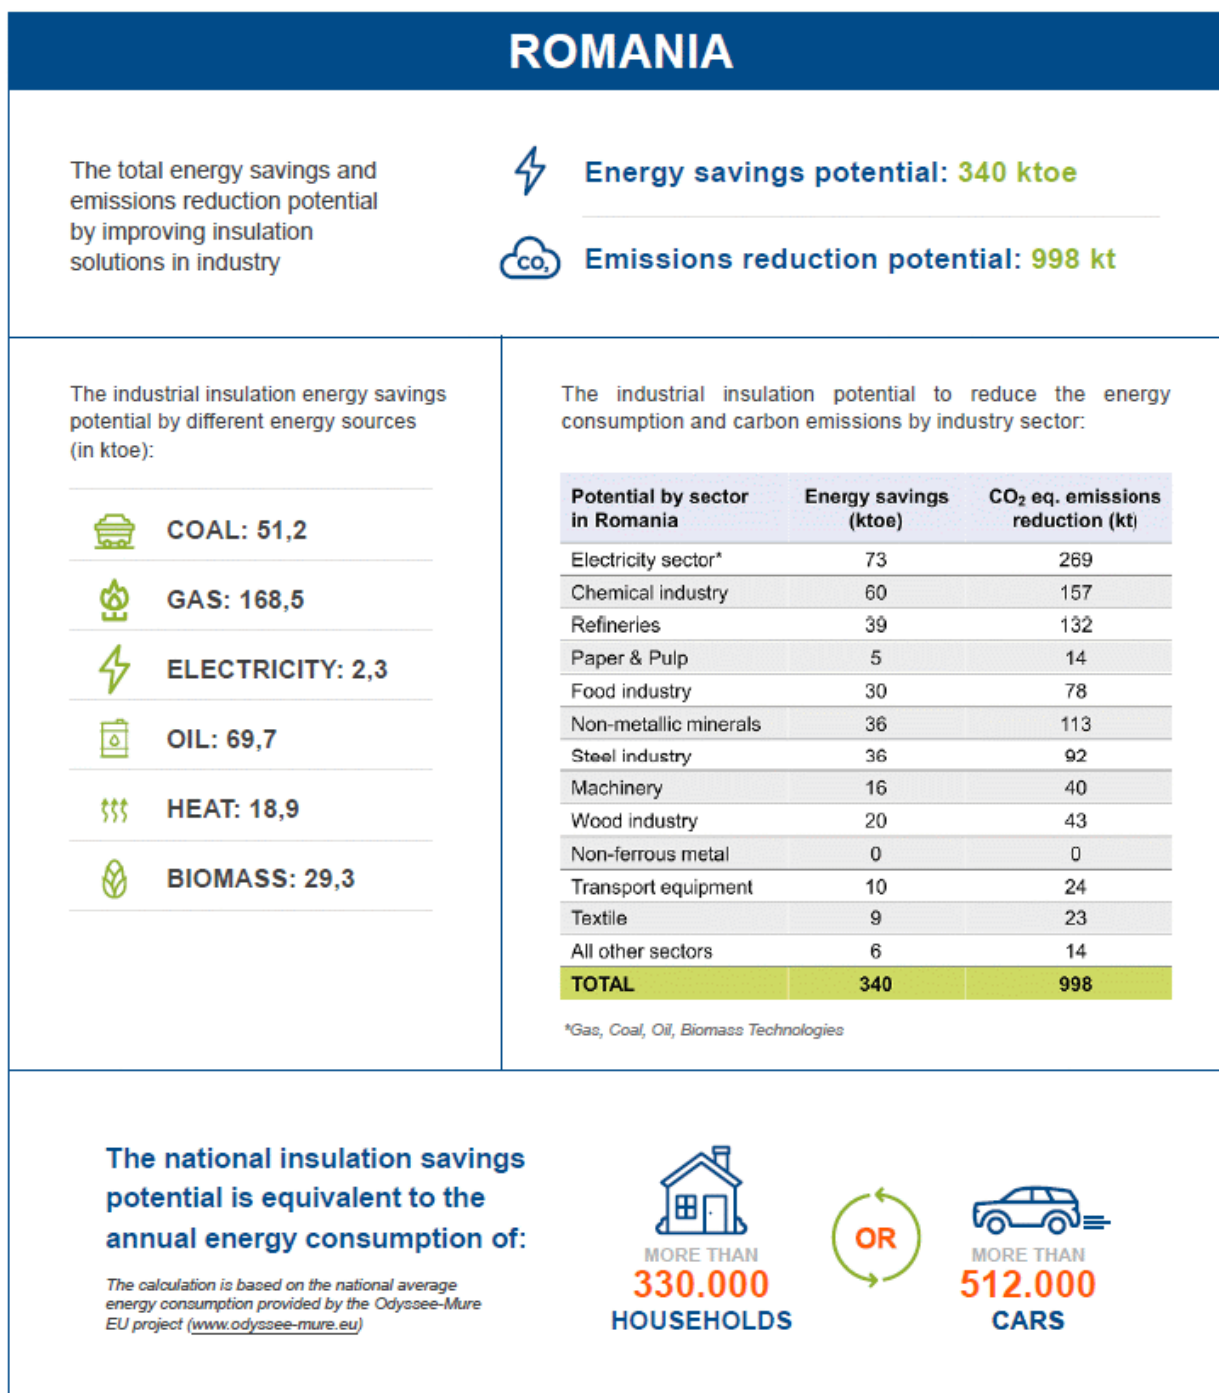 ROMANIA
The total energy savings and
emissions reduction potential
by improving insulation
solutions in industry
Energy savings potential: 340 ktoe
CO₂
Emissions reduction potential: 998 kt
The industrial insulation energy savings
potential by different energy sources
(in ktoe):
COAL: 51,2
GAS: 168,5
ELECTRICITY: 2,3
OIL: 69,7
HEAT: 18,9
BIOMASS: 29,3
The industrial insulation potential to reduce the energy
consumption and carbon emissions by industry sector:
Potential by sector in Romania | Energy savings (ktoe) | CO₂ eq. emissions reduction (kt)
Electricity sector* 73 269
Chemical industry 60 157
Refineries 39 132
Paper & Pulp 5 14
Food industry 30 78
Non-metallic minerals 36 113
Steel industry 36 92
Machinery 16 40
Wood industry 20 43
Non-ferrous metal 0 0
Transport equipment 10 24
Textile 9 23
All other sectors 6 14
TOTAL 340 998
*Gas, Coal, Oil, Biomass Technologies
The national insulation savings
potential is equivalent to the
annual energy consumption of:
The calculation is based on the national average
energy consumption provided by the Odyssee-Mure
EU project (www.odyssee-mure.eu)
MORE THAN
330.000
HOUSEHOLDS
OR
MORE THAN
512.000
CARS